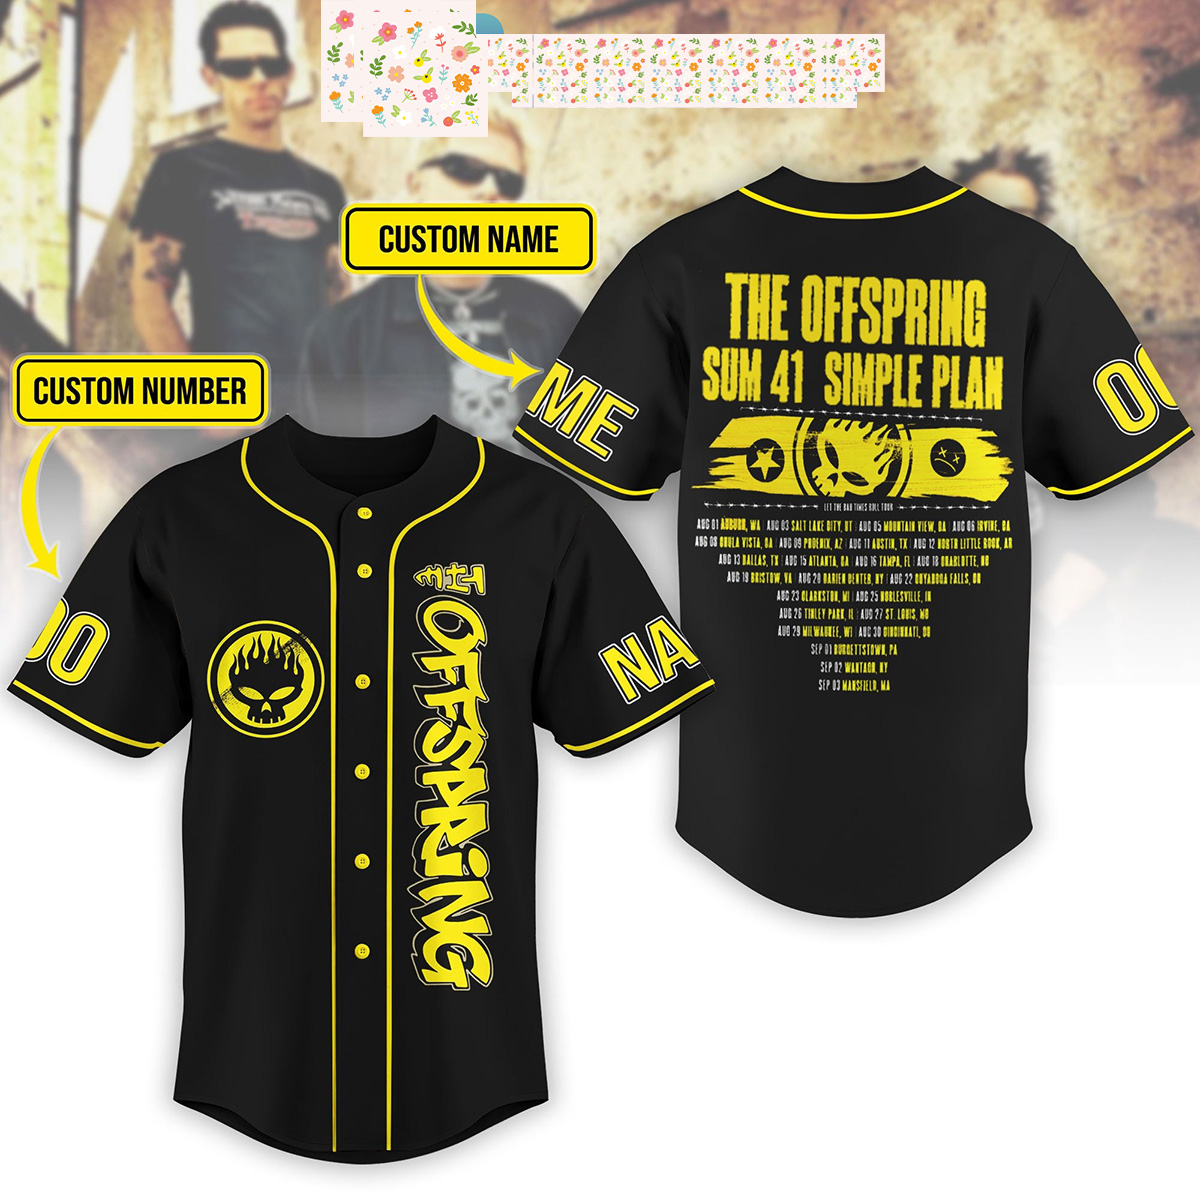 CUSTOM NAME
CUSTOM NUMBER
THE OFFSPRING
SUM 41 SIMPLE PLAN
LET THE BAD TIMES ROLL TOUR
AUG 01 AUBURN, WA | AUG 03 SALT LAKE CITY, UT | AUG 05 MOUNTAIN VIEW, CA | AUG 06 IRVINE, CA
AUG 08 CHULA VISTA, CA | AUG 09 PHOENIX, AZ | AUG 11 AUSTIN, TX | AUG 12 NORTH LITTLE ROCK, AR
AUG 13 DALLAS, TX | AUG 15 ATLANTA, GA | AUG 16 TAMPA, FL | AUG 18 CHARLOTTE, NC
AUG 19 BRISTOW, VA | AUG 20 DARIEN CENTER, NY | AUG 22 CUYAHOGA FALLS, OH
AUG 23 CLARKSTON, MI | AUG 25 NOBLESVILLE, IN
AUG 26 TINLEY PARK, IL | AUG 27 ST. LOUIS, MO
AUG 29 MILWAUKEE, WI | AUG 30 CINCINNATI, OH
SEP 01 BURGETTSTOWN, PA
SEP 02 WANTAGH, NY
SEP 03 MANSFIELD, MA
ME
00
00
NA
THE OFFSPRING